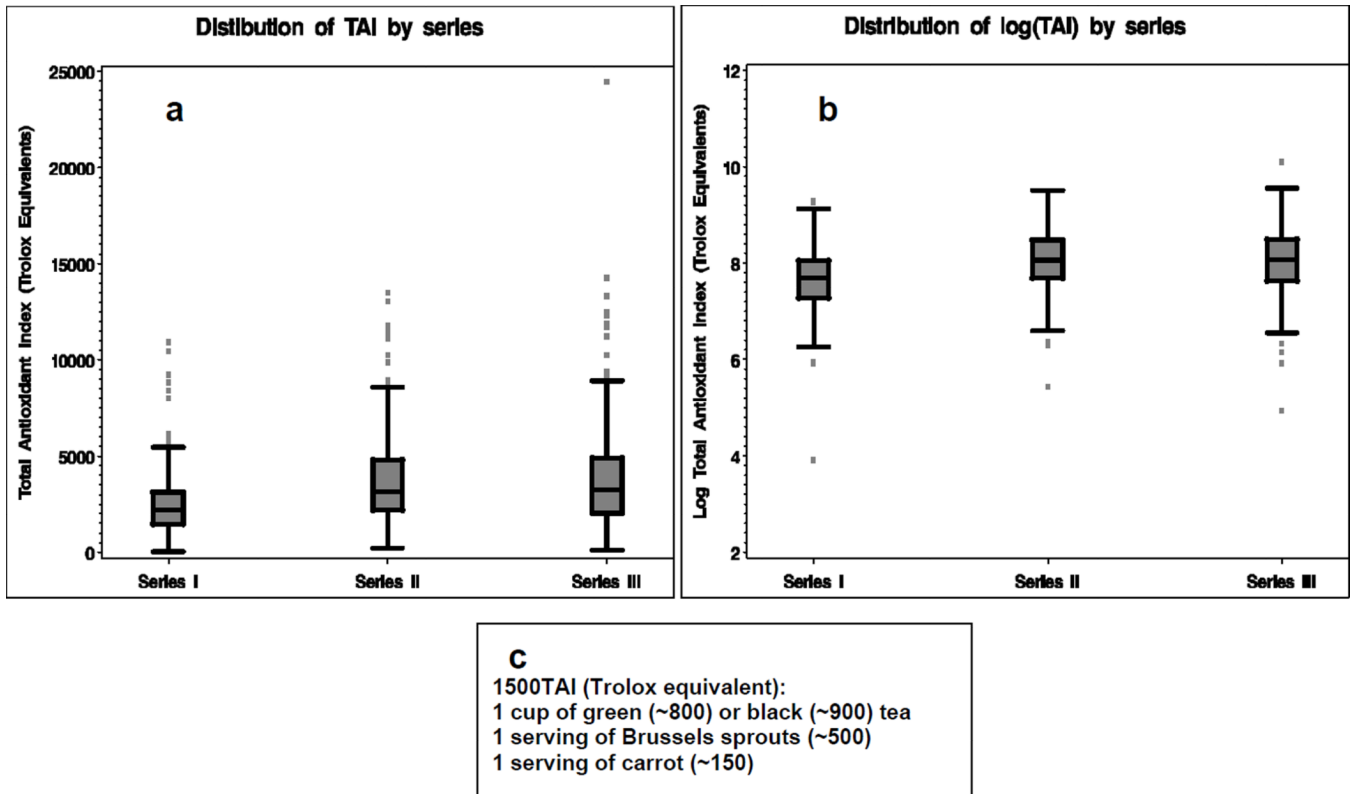 Distibution of TAI by series
a
Total Antioxidant Index (Trolox Equivalents)
25000
20000
15000
10000
5000
0
Series I Series II Series III
Distribution of log(TAI) by series
b
Log Total Antioxidant Index (Trolox Equivalents)
12
10
8
6
4
2
Series I Series II Series III
c
1500TAI (Trolox equivalent):
1 cup of green (~800) or black (~900) tea
1 serving of Brussels sprouts (~500)
1 serving of carrot (~150)